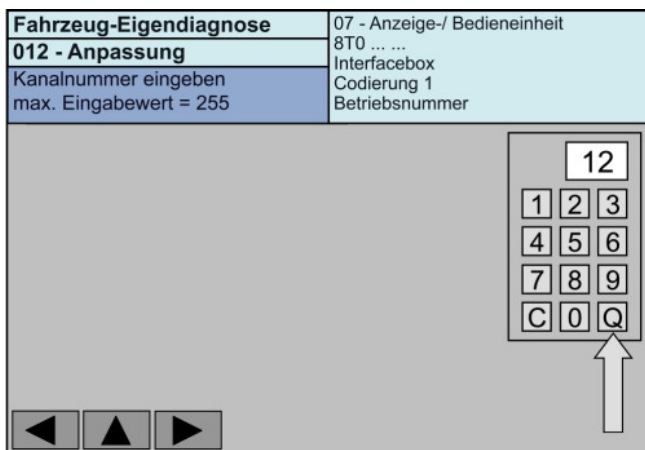 Fahrzeug-Eigendiagnose
012 - Anpassung
Kanalnummer eingeben
max. Eingabewert = 255
07 - Anzeige-/ Bedieneinheit
8T0 ... ...
Interfacebox
Codierung 1
Betriebsnummer
12
1 2 3
4 5 6
7 8 9
C 0 Q